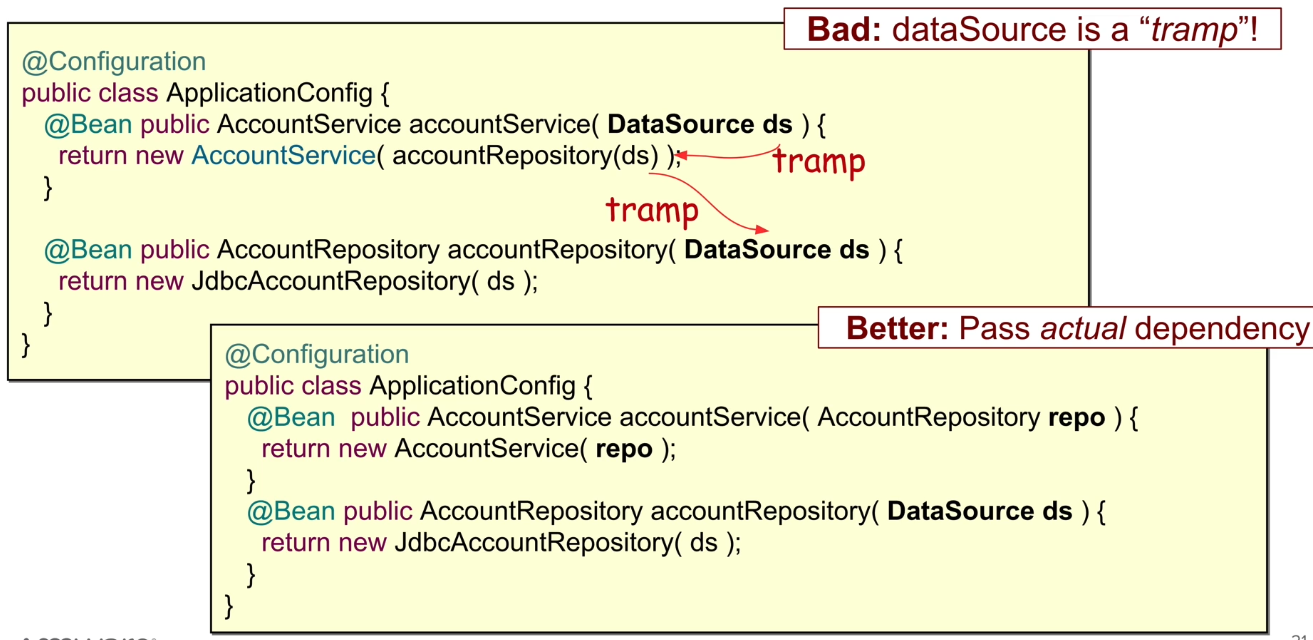 Bad: dataSource is a “tramp”!
@Configuration
public class ApplicationConfig {
@Bean public AccountService accountService( DataSource ds ) {
return new AccountService( accountRepository(ds) );
tramp
}
tramp
@Bean public AccountRepository accountRepository( DataSource ds ) {
return new JdbcAccountRepository( ds );
}
}
Better: Pass actual dependency
@Configuration
public class ApplicationConfig {
@Bean public AccountService accountService( AccountRepository repo ) {
return new AccountService( repo );
}
@Bean public AccountRepository accountRepository( DataSource ds ) {
return new JdbcAccountRepository( ds );
}
}